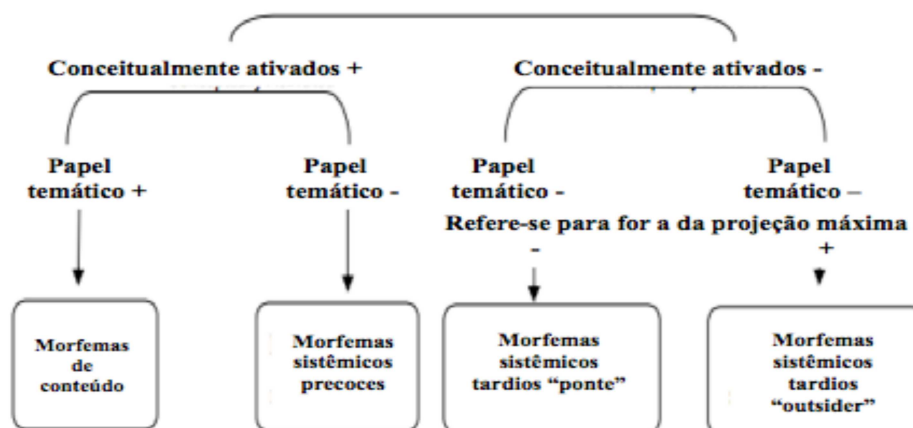 Conceitualmente ativados +
Conceitualmente ativados -
Papel
temático +
Papel
temático -
Papel
temático -
Papel
temático –
Refere-se para for a da projeção máxima
-
+
Morfemas
de
conteúdo
Morfemas
sistêmicos
precoces
Morfemas
sistêmicos
tardios “ponte”
Morfemas
sistêmicos
tardios
“outsider”